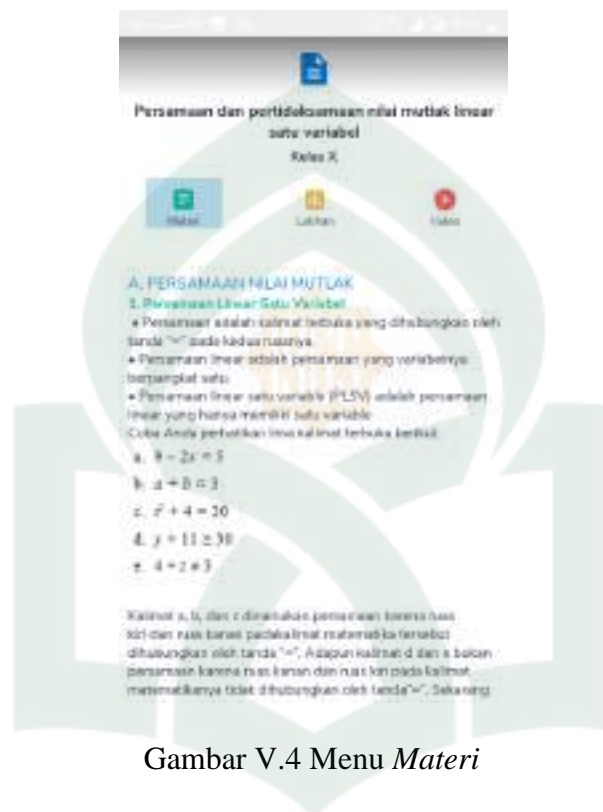 Persamaan dan pertidaksamaan nilai mutlak linear
satu variabel
Kelas X
Materi Latihan Video
A. PERSAMAAN NILAI MUTLAK
1. Persamaan Linear Satu Variabel
• Persamaan adalah kalimat terbuka yang dihubungkan oleh
tanda "=" pada kedua ruasnya.
• Persamaan linear adalah persamaan yang variabelnya
berpangkat satu.
• Persamaan linear satu variable (PLSV) adalah persamaan
linear yang hanya memiliki satu variable
Coba Anda perhatikan lima kalimat terbuka berikut.
a. 9 – 2x = 5
b. a + b = 3
c. + 4 = 20
d. y + 11 ≥ 30
e. 4 + z ≠ 3
Kalimat a, b, dan c dinamakan persamaan karena ruas
kiri dan ruas kanan pada kalimat matematika tersebut
dihubungkan oleh tanda "=". Adapun kalimat d dan e bukan
persamaan karena ruas kanan dan ruas kiri pada kalimat
matematikanya tidak dihubungkan oleh tanda "=". Sekarang
Gambar V.4 Menu Materi